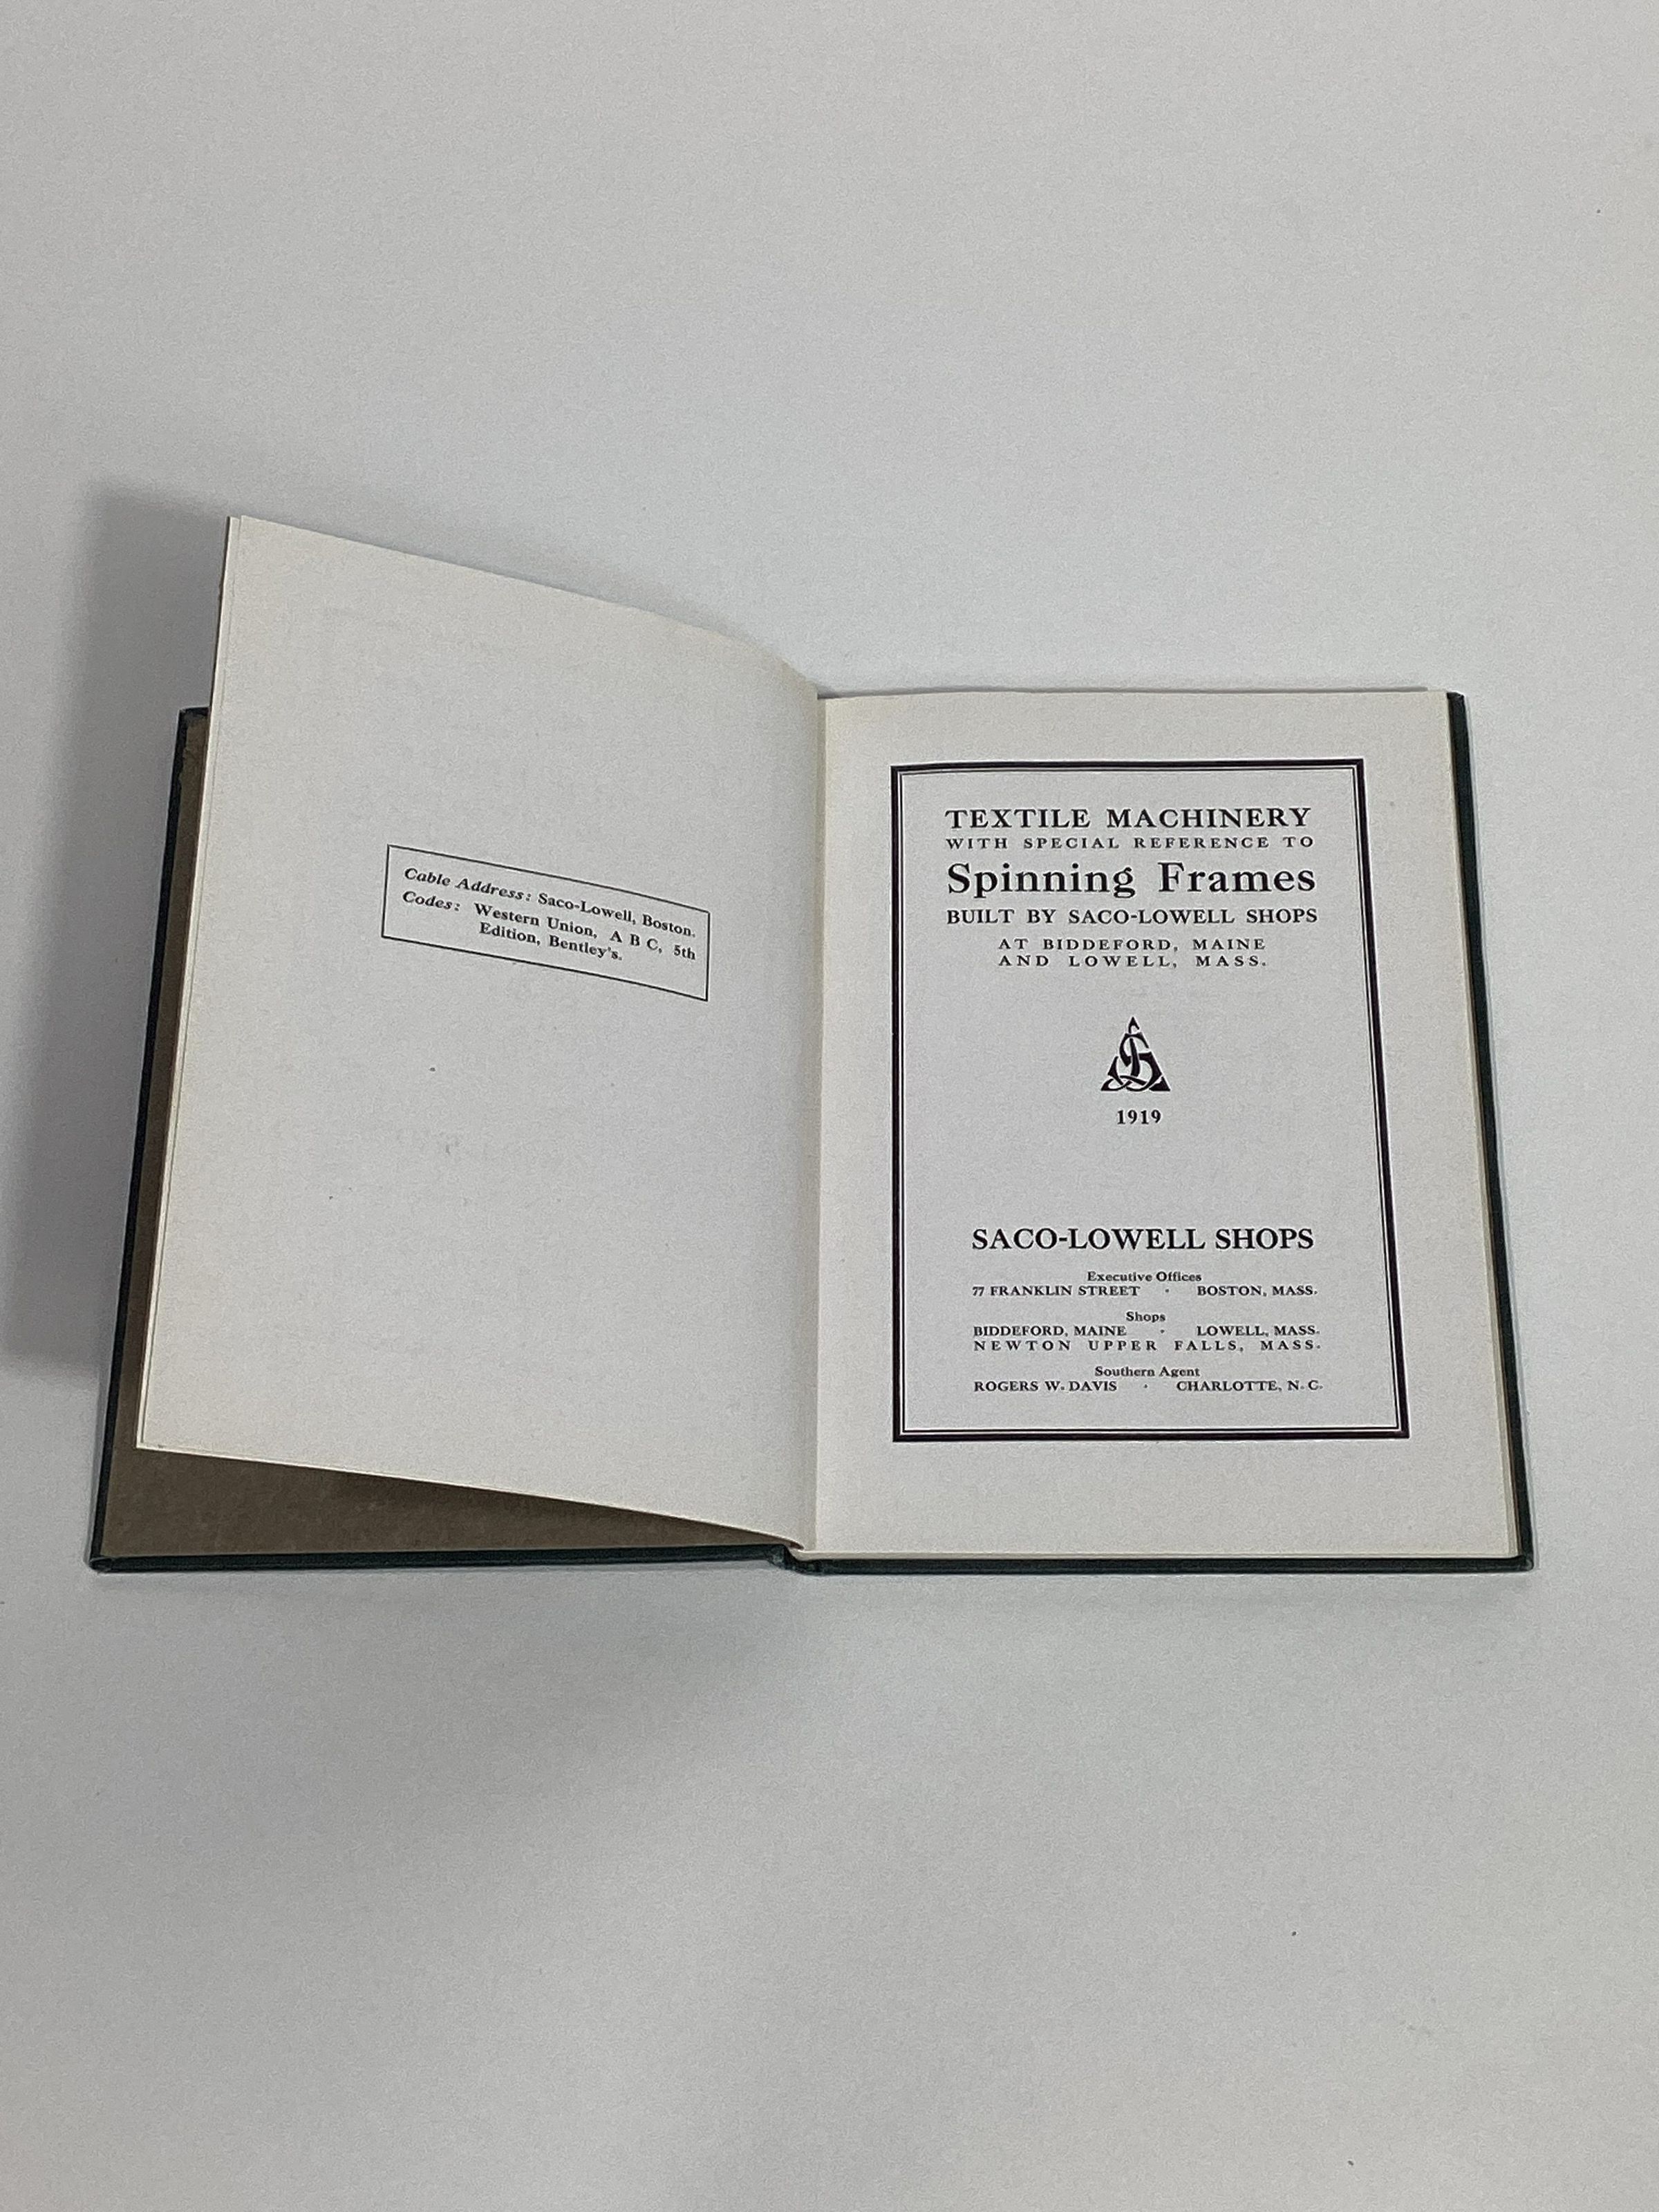 Cable Address: Saco-Lowell, Boston.
Codes: Western Union, A B C, 5th
Edition, Bentley's.
TEXTILE MACHINERY
WITH SPECIAL REFERENCE TO
Spinning Frames
BUILT BY SACO-LOWELL SHOPS
AT BIDDEFORD, MAINE
AND LOWELL, MASS.
1919
SACO-LOWELL SHOPS
Executive Offices
77 FRANKLIN STREET · BOSTON, MASS.
Shops
BIDDEFORD, MAINE · LOWELL, MASS.
NEWTON UPPER FALLS, MASS.
Southern Agent
ROGERS W. DAVIS · CHARLOTTE, N. C.